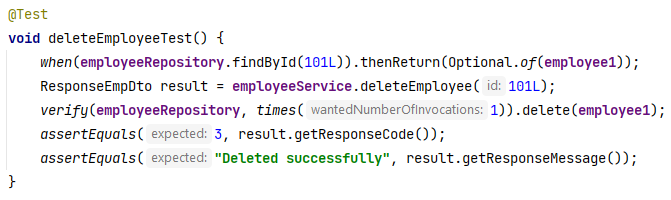 @Test
void deleteEmployeeTest() {
    when(employeeRepository.findById(101L)).thenReturn(Optional.of(employee1));
    ResponseEmpDto result = employeeService.deleteEmployee( id: 101L);
    verify(employeeRepository, times( wantedNumberOfInvocations: 1)).delete(employee1);
    assertEquals( expected: 3, result.getResponseCode());
    assertEquals( expected: "Deleted successfully", result.getResponseMessage());
}